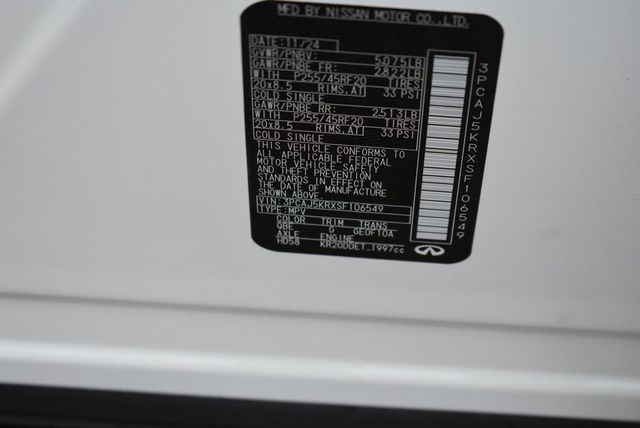 MFD BY NISSAN MOTOR CO.,LTD.
DATE: 11/24
GVWR/PNBV: 5075LB
GAWR/PNBE FR: 2822LB
WITH P255/45RF20 TIRES
20x8.5 RIMS,AT 33 PSI
COLD SINGLE
GAWR/PNBE RR: 2513LB
WITH P255/45RF20 TIRES
20x8.5 RIMS,AT 33 PSI
COLD SINGLE
THIS VEHICLE CONFORMS TO
ALL APPLICABLE FEDERAL
MOTOR VEHICLE SAFETY
AND THEFT PREVENTION
STANDARDS IN EFFECT ON
THE DATE OF MANUFACTURE
SHOWN ABOVE.
VIN: 3PCAJ5KRXSF106549
TYPE: MPV
COLOR TRIM TRANS
QBE G GE0F10A
AXLE ENGINE
HD58 KR20DDET 1997cc
3PCAJ5KRXSF106549